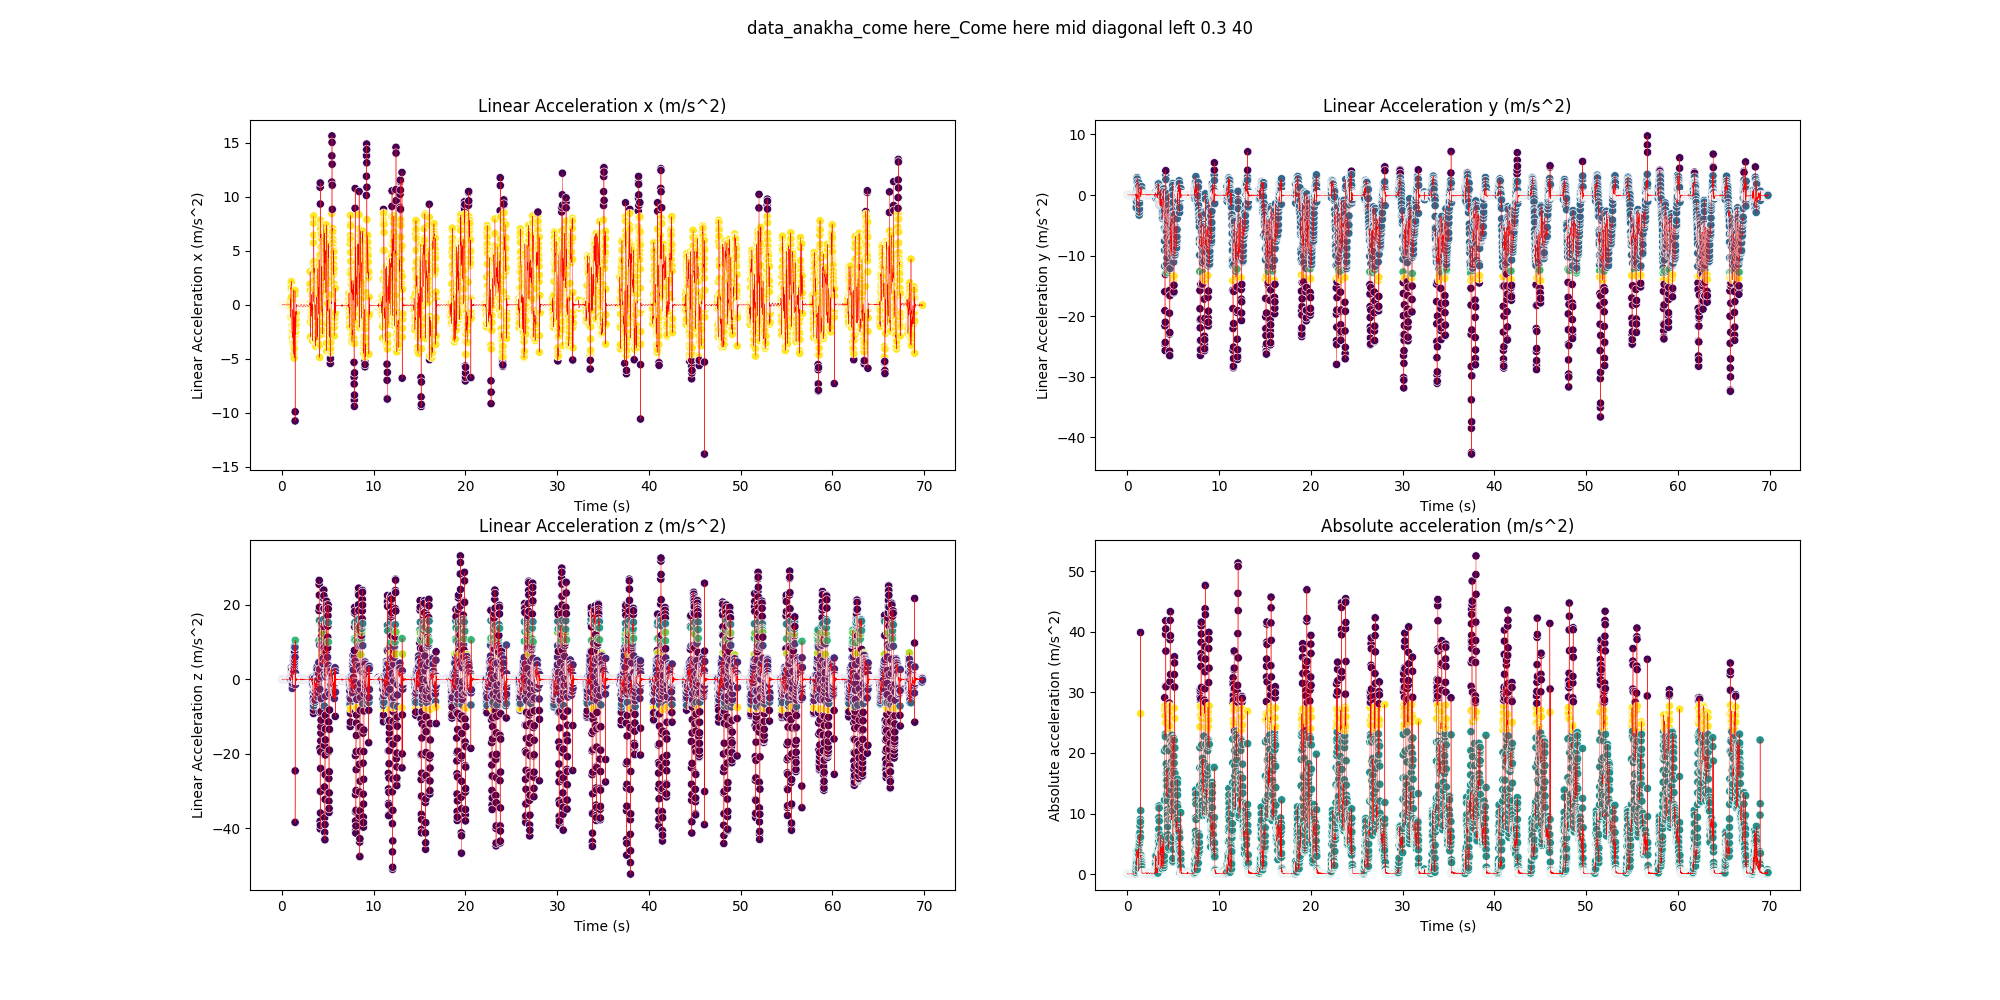 data_anakha_come here_Come here mid diagonal left 0.3 40
Linear Acceleration x (m/s^2)
Linear Acceleration x (m/s^2)
15
10
5
0
−5
−10
−15
0 10 20 30 40 50 60 70
Time (s)
Linear Acceleration y (m/s^2)
Linear Acceleration y (m/s^2)
10
0
−10
−20
−30
−40
0 10 20 30 40 50 60 70
Time (s)
Linear Acceleration z (m/s^2)
Linear Acceleration z (m/s^2)
20
0
−20
−40
0 10 20 30 40 50 60 70
Time (s)
Absolute acceleration (m/s^2)
Absolute acceleration (m/s^2)
50
40
30
20
10
0
0 10 20 30 40 50 60 70
Time (s)